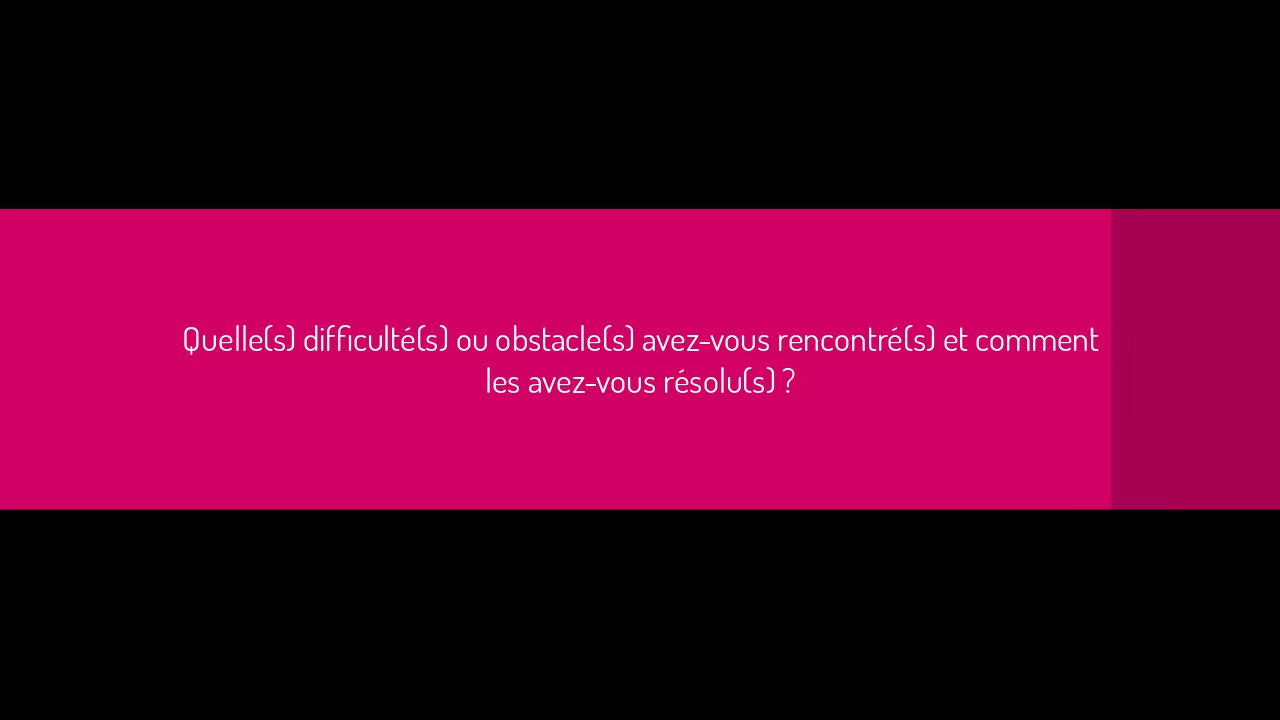 Quelle(s) difficulté(s) ou obstacle(s) avez-vous rencontré(s) et comment
les avez-vous résolu(s) ?